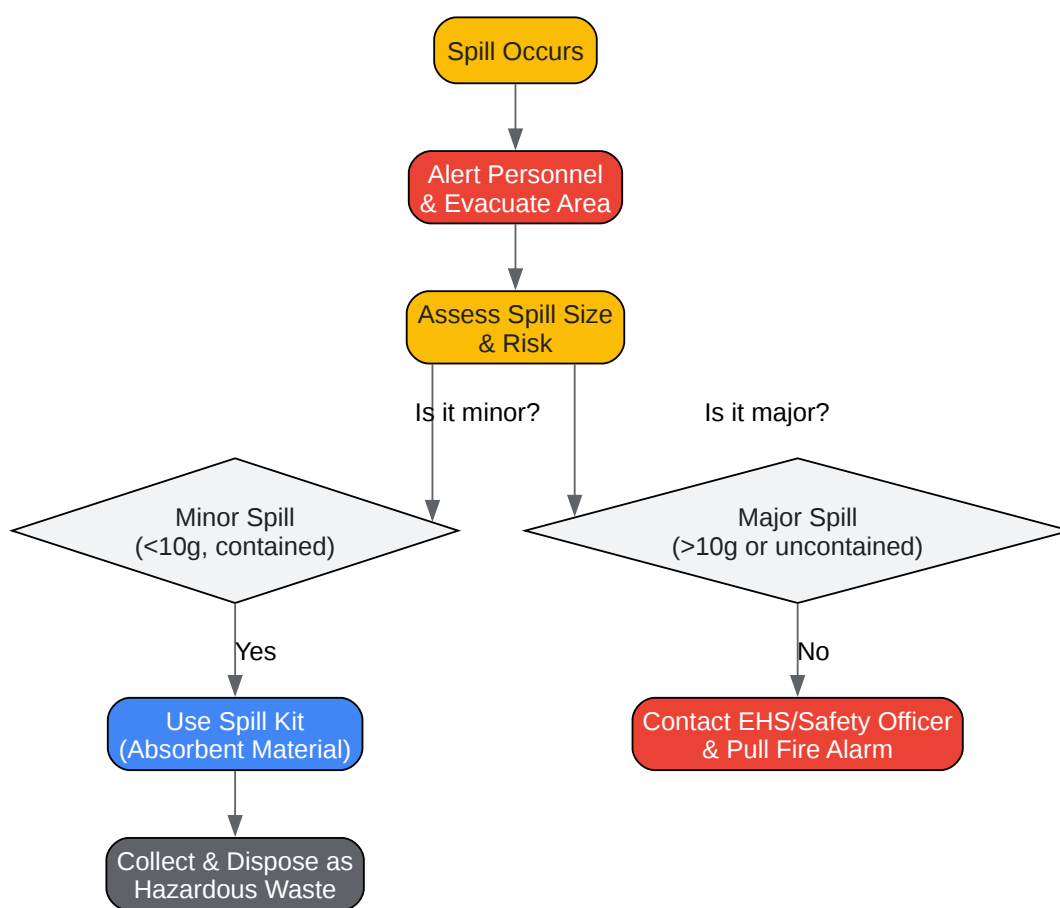 Spill Occurs
Alert Personnel
& Evacuate Area
Assess Spill Size
& Risk
Is it minor?
Is it major?
Minor Spill
(<10g, contained)
Major Spill
(>10g or uncontained)
Yes
No
Use Spill Kit
(Absorbent Material)
Contact EHS/Safety Officer
& Pull Fire Alarm
Collect & Dispose as
Hazardous Waste